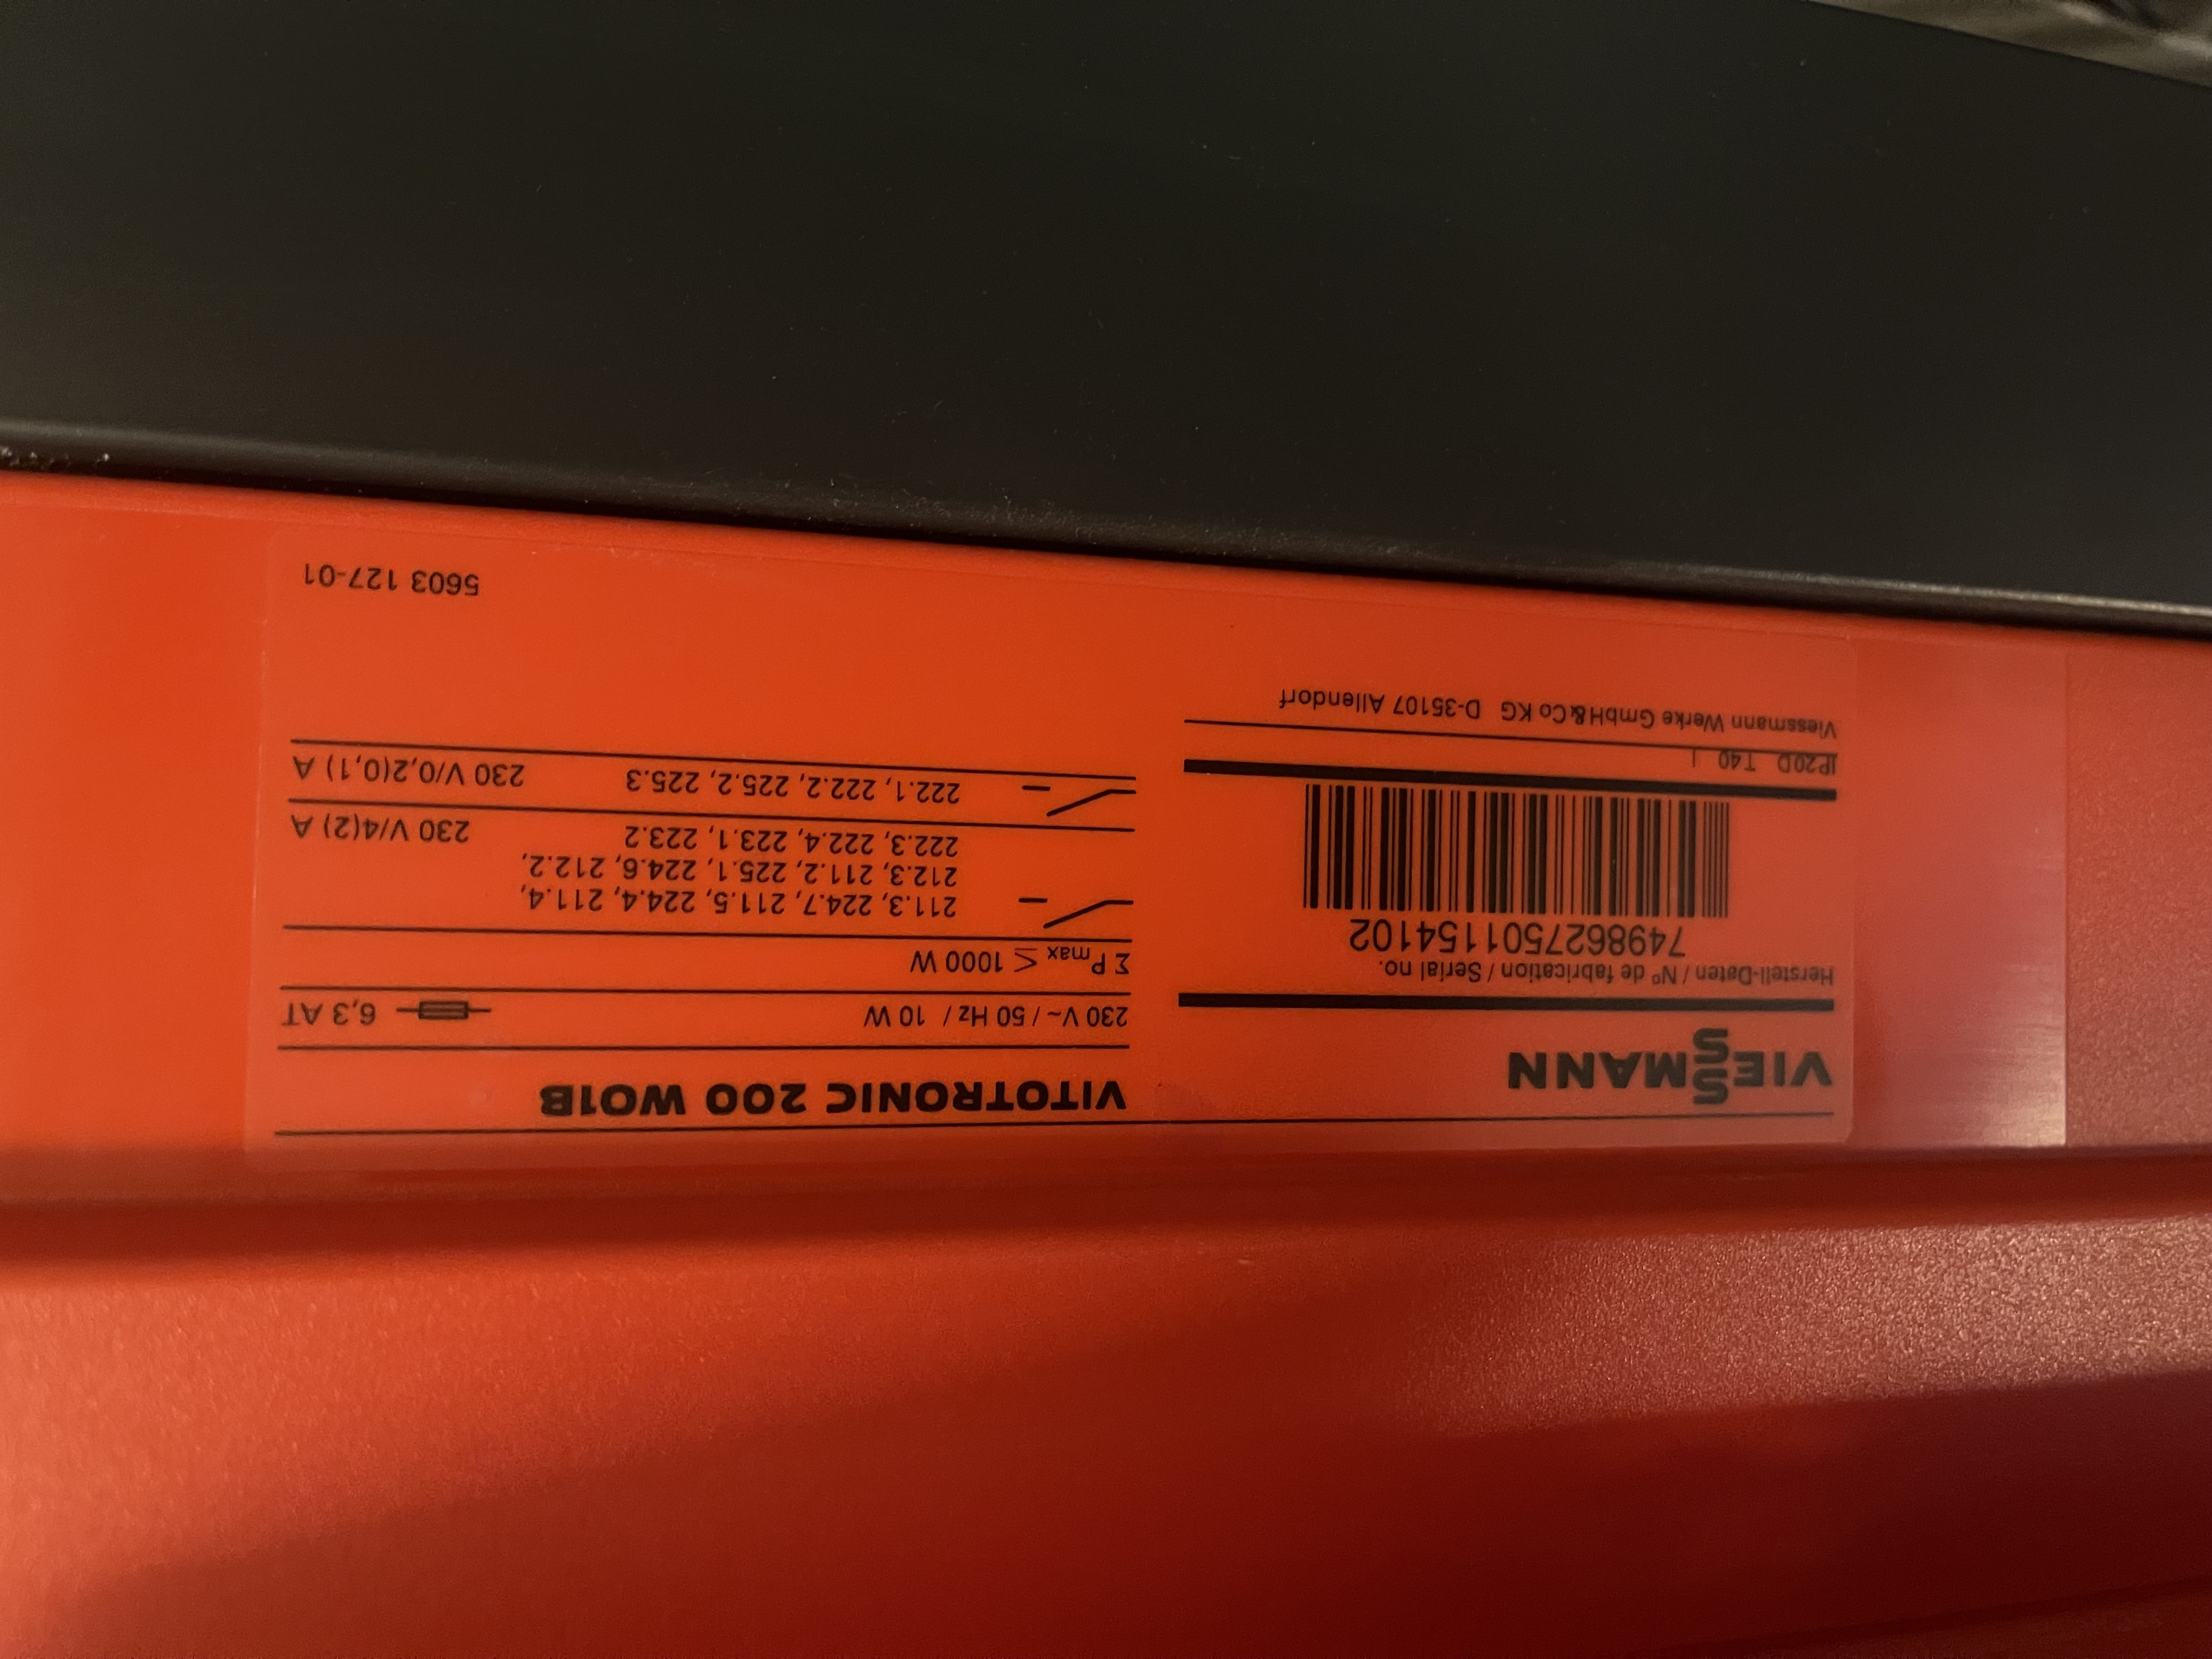 VIESSMANN
Herstell-Daten / Nº de fabrication / Serial no.
7498627501154102
IP20D T40
Viessmann Werke GmbH&Co KG D-35107 Allendorf
VITOTRONIC 200 WO1B
230 V~ / 50 Hz / 10 W 6,3 AT
Σ Pmax ≤ 1000 W
211.3, 224.7, 211.5, 224.4, 211.4,
212.3, 211.2, 225.1, 224.6, 212.2,
222.3, 222.4, 223.1, 223.2 230 V/4(2) A
222.1, 222.2, 225.2, 225.3 230 V/0,2(0,1) A
5603 127-01